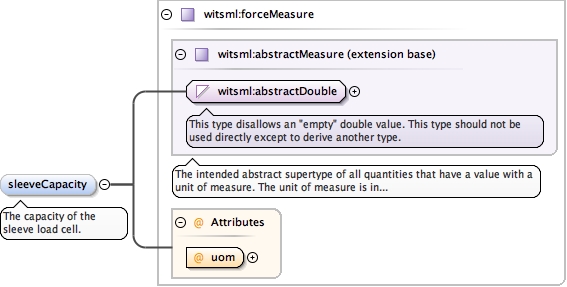 witsml:forceMeasure
witsml:abstractMeasure (extension base)
witsml:abstractDouble
This type disallows an "empty" double value. This type should not be
used directly except to derive another type.
The intended abstract supertype of all quantities that have a value with a
unit of measure. The unit of measure is in...
sleeveCapacity
The capacity of the
sleeve load cell.
@ Attributes
@ uom